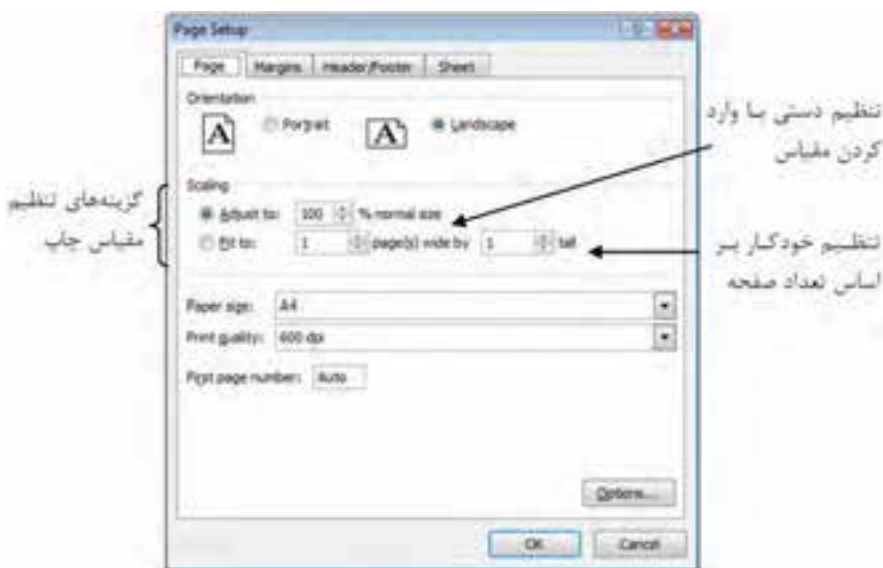 Page Setup
Page Margins Header/Footer Sheet
Orientation
A Portrait A Landscape
Scaling
Adjust to: 100 % normal size
Fit to: 1 page(s) wide by 1 tall
Paper size: A4
Print quality: 600 dpi
First page number: Auto
Options...
OK Cancel
تنظیم دستی با وارد
کردن مقیاس
تنظیم خودکار بر
اساس تعداد صفحه
گزینه‌های تنظیم
مقیاس چاپ